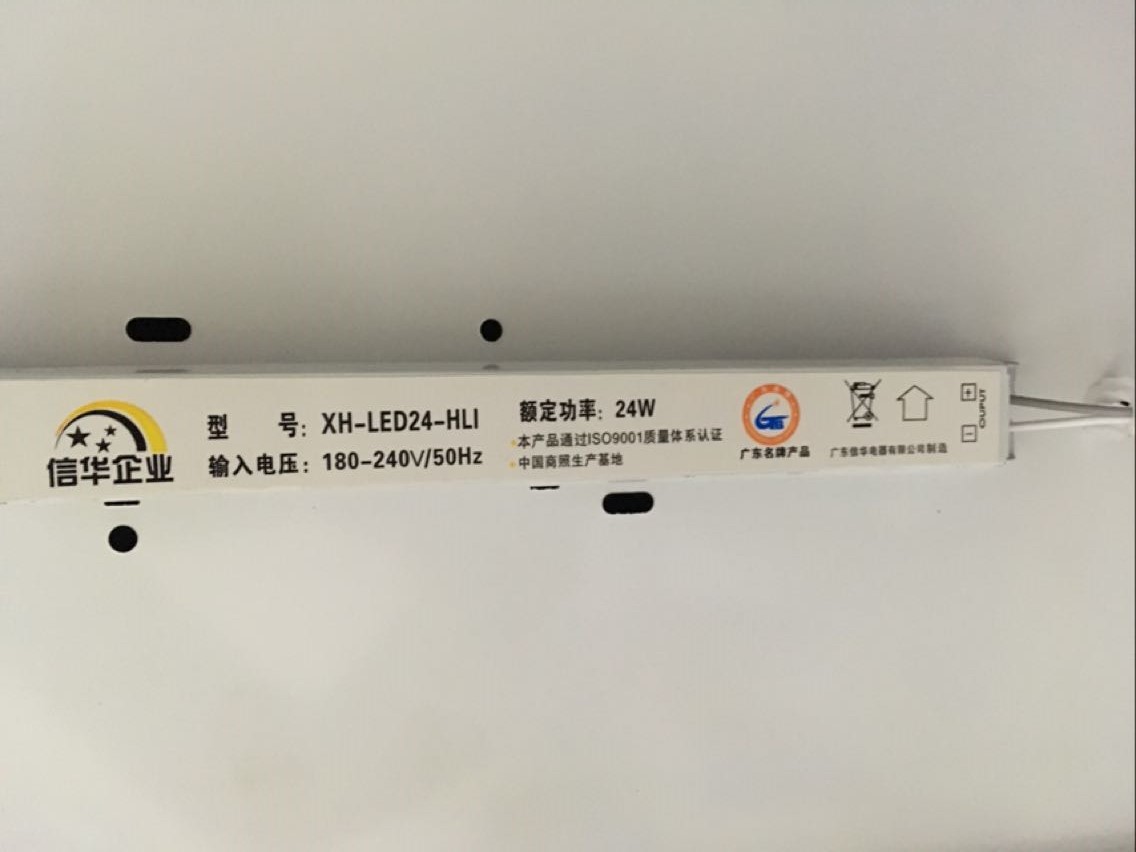 信华企业
型 号: XH-LED24-HLI
输入电压: 180-240V/50Hz
额定功率: 24W
本产品通过ISO9001质量体系认证
中国商照生产基地
广东名牌产品
广东信华电器有限公司制造
+
-
OUPUT